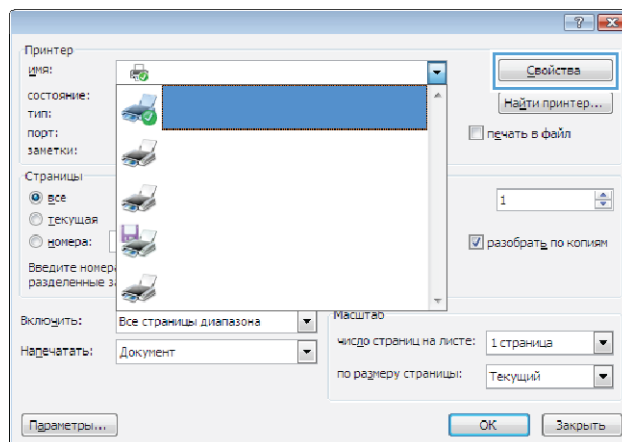 Принтер
имя:
Свойства
состояние:
Найти принтер...
тип:
порт:
печать в файл
заметки:
Страницы
все
1
текущая
номера:
разобрать по копиям
Введите номер
разделенные з
Включить:
Все страницы диапазона
Масштаб
число страниц на листе:
1 страница
Напечатать:
Документ
по размеру страницы:
Текущий
Параметры...
OK
Закрыть